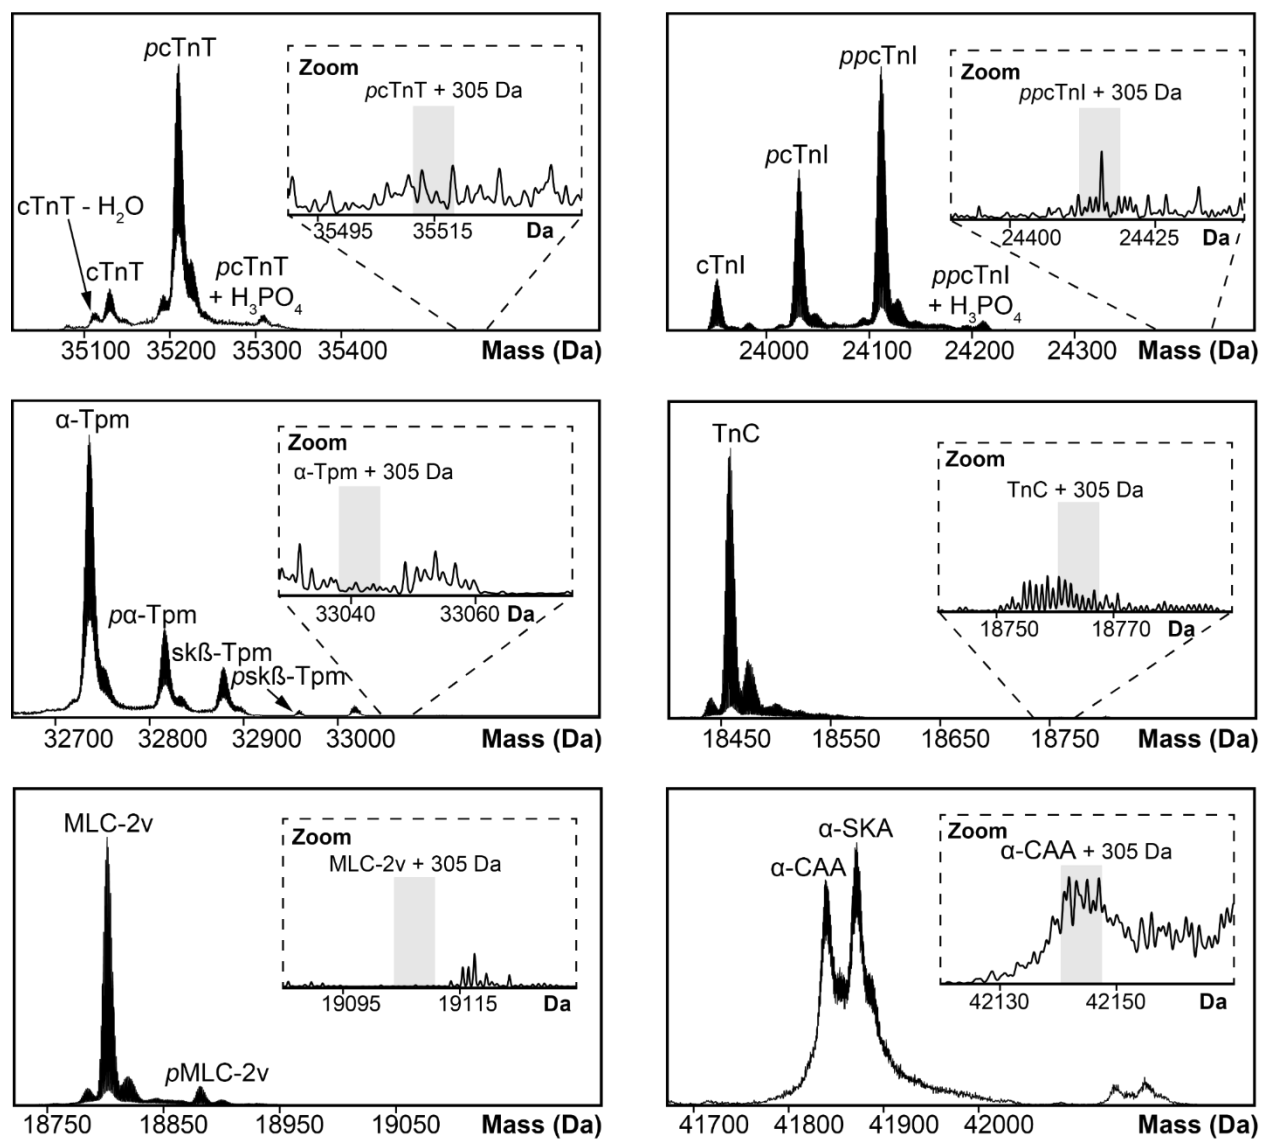 pcTnT
Zoom
pcTnT + 305 Da
cTnT - H₂O
cTnT
pcTnT
+ H₃PO₄
35495 35515 Da
35100 35200 35300 35400 Mass (Da)
ppcTnI
Zoom
ppcTnI + 305 Da
pcTnI
cTnI
ppcTnI
+ H₃PO₄
24400 24425 Da
24000 24100 24200 24300 Mass (Da)
α-Tpm
Zoom
α-Tpm + 305 Da
pα-Tpm
skß-Tpm
pskß-Tpm
33040 33060 Da
32700 32800 32900 33000 Mass (Da)
TnC
Zoom
TnC + 305 Da
18750 18770 Da
18450 18550 18650 18750 Mass (Da)
MLC-2v
Zoom
MLC-2v + 305 Da
pMLC-2v
19095 19115 Da
18750 18850 18950 19050 Mass (Da)
α-SKA
α-CAA
Zoom
α-CAA + 305 Da
42130 42150 Da
41700 41800 41900 42000 Mass (Da)